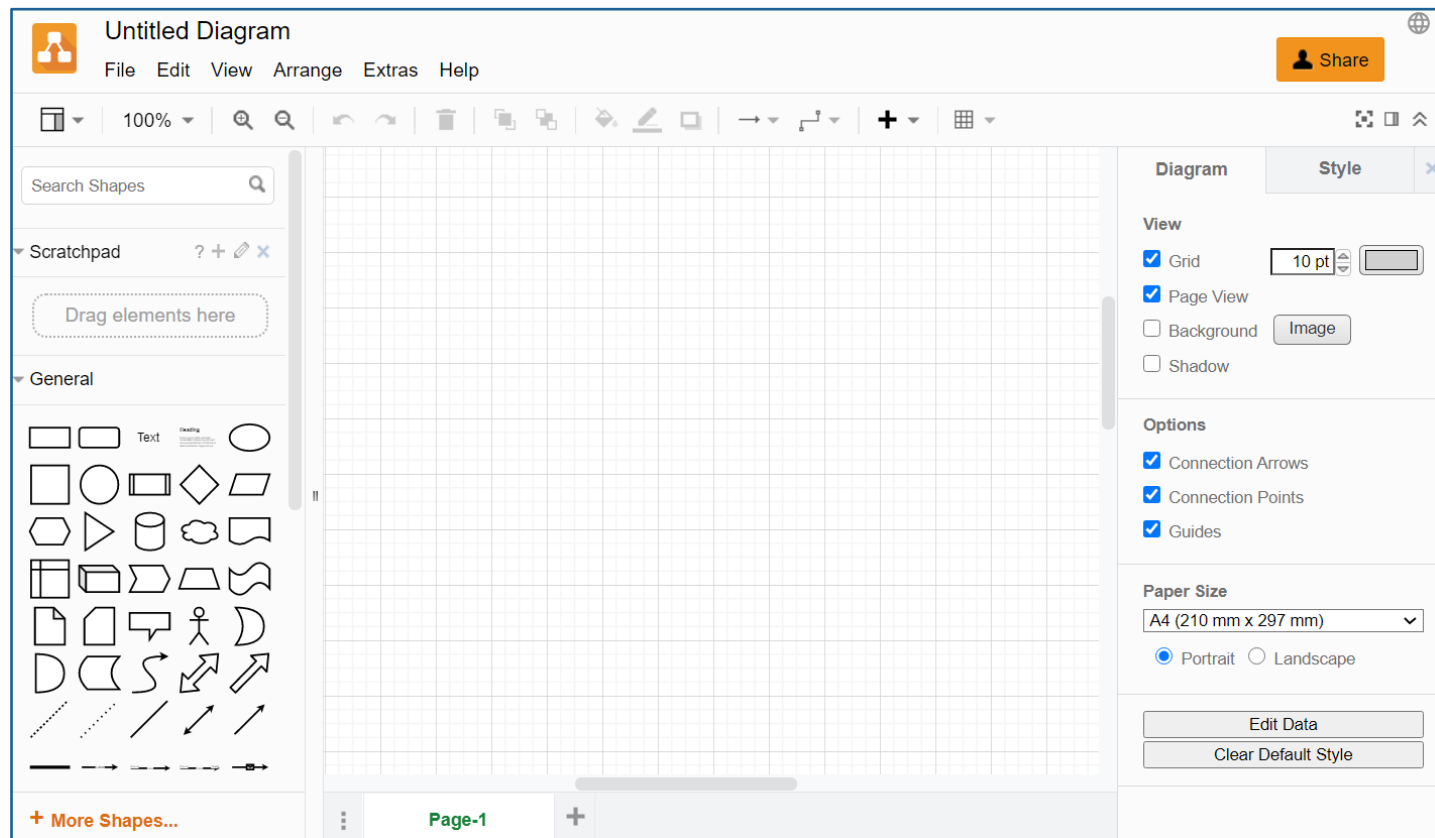 Untitled Diagram
File Edit View Arrange Extras Help
Share
100%
Search Shapes
Scratchpad ?
Drag elements here
General
Text
Heading
More Shapes...
Page-1
Diagram Style
View
Grid 10 pt
Page View
Background Image
Shadow
Options
Connection Arrows
Connection Points
Guides
Paper Size
A4 (210 mm x 297 mm)
Portrait Landscape
Edit Data
Clear Default Style